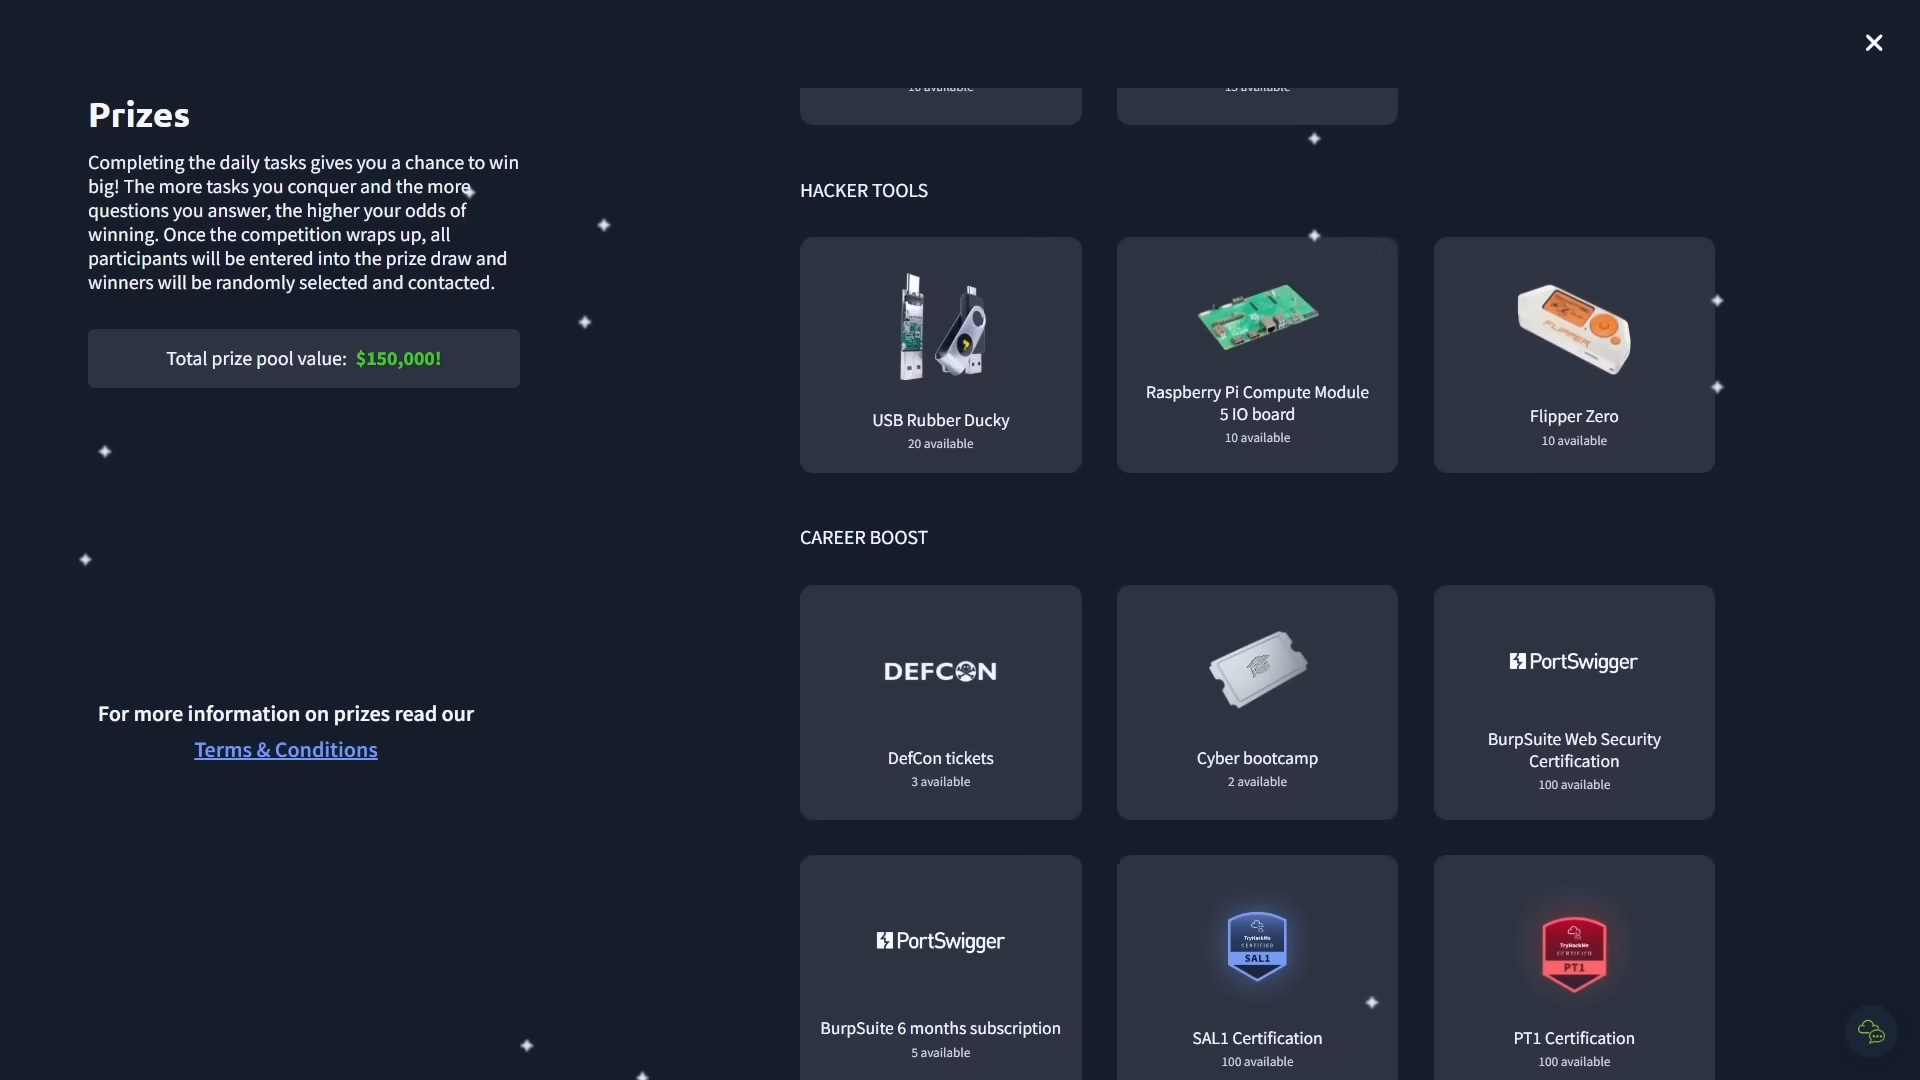 Prizes
Completing the daily tasks gives you a chance to win
big! The more tasks you conquer and the more
questions you answer, the higher your odds of
winning. Once the competition wraps up, all
participants will be entered into the prize draw and
winners will be randomly selected and contacted.
Total prize pool value: $150,000!
For more information on prizes read our
Terms & Conditions
HACKER TOOLS
FLIPPER
USB Rubber Ducky
20 available
Raspberry Pi Compute Module
5 IO board
10 available
Flipper Zero
10 available
CAREER BOOST
DEFCON
DefCon tickets
3 available
Cyber bootcamp
2 available
PortSwigger
BurpSuite Web Security
Certification
100 available
PortSwigger
BurpSuite 6 months subscription
5 available
TryHackMe
CERTIFIED
SAL1
SAL1 Certification
100 available
TryHackMe
CERTIFIED
PT1
PT1 Certification
100 available